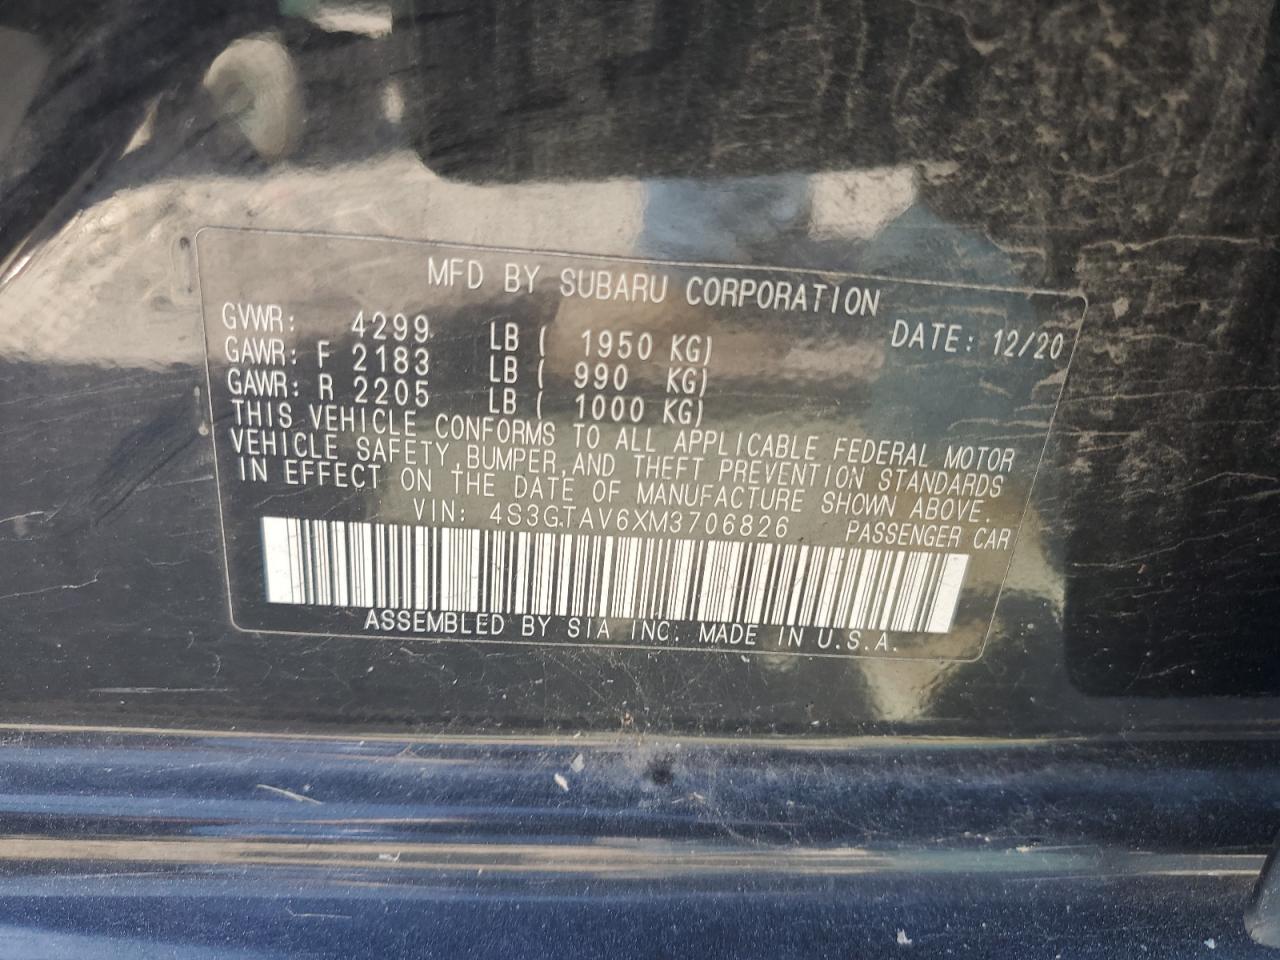 MFD BY SUBARU CORPORATION
GVWR: 4299 LB ( 1950 KG) DATE: 12/20
GAWR: F 2183 LB ( 990 KG)
GAWR: R 2205 LB ( 1000 KG)
THIS VEHICLE CONFORMS TO ALL APPLICABLE FEDERAL MOTOR
VEHICLE SAFETY, BUMPER, AND THEFT PREVENTION STANDARDS
IN EFFECT ON THE DATE OF MANUFACTURE SHOWN ABOVE.
VIN: 4S3GTAV6XM3706826 PASSENGER CAR
ASSEMBLED BY SIA INC. MADE IN U.S.A.